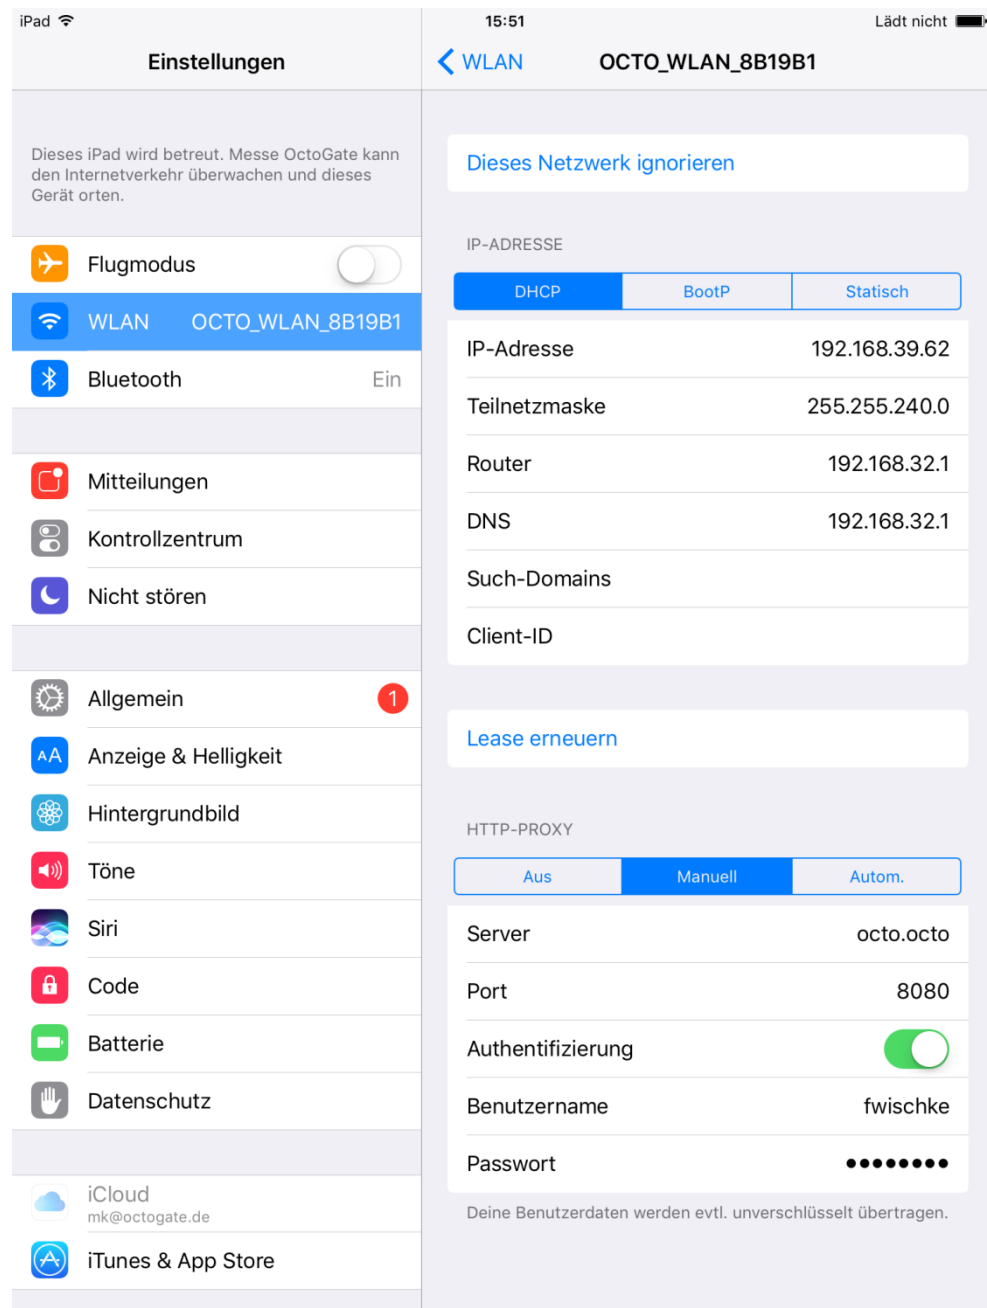 iPad
15:51
Lädt nicht
Einstellungen
Dieses iPad wird betreut. Messe OctoGate kann
den Internetverkehr überwachen und dieses
Gerät orten.
Flugmodus
WLAN OCTO_WLAN_8B19B1
Bluetooth Ein
Mitteilungen
Kontrollzentrum
Nicht stören
Allgemein 1
AA Anzeige & Helligkeit
Hintergrundbild
Töne
Siri
Code
Batterie
Datenschutz
iCloud
mk@octogate.de
iTunes & App Store
WLAN OCTO_WLAN_8B19B1
Dieses Netzwerk ignorieren
IP-ADRESSE
DHCP BootP Statisch
IP-Adresse 192.168.39.62
Teilnetzmaske 255.255.240.0
Router 192.168.32.1
DNS 192.168.32.1
Such-Domains
Client-ID
Lease erneuern
HTTP-PROXY
Aus Manuell Autom.
Server octo.octo
Port 8080
Authentifizierung
Benutzername fwischke
Passwort ••••••••
Deine Benutzerdaten werden evtl. unverschlüsselt übertragen.